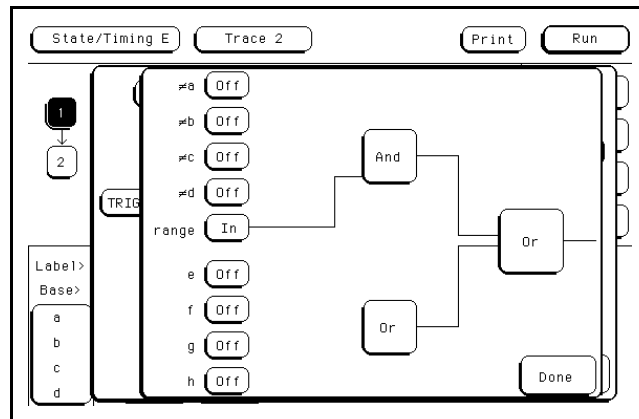 State/Timing E Trace 2 Print Run
1
2
TRIG
Label>
Base>
a
b
c
d
≠a Off
≠b Off
≠c Off
≠d Off
range In
e Off
f Off
g Off
h Off
And
Or
Or
Done